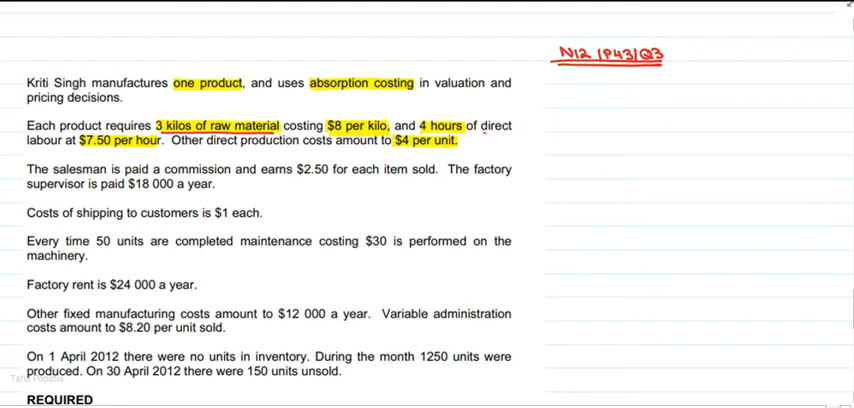 N12/P43/Q3
Kriti Singh manufactures one product, and uses absorption costing in valuation and
pricing decisions.
Each product requires 3 kilos of raw material costing $8 per kilo, and 4 hours of direct
labour at $7.50 per hour. Other direct production costs amount to $4 per unit.
The salesman is paid a commission and earns $2.50 for each item sold. The factory
supervisor is paid $18 000 a year.
Costs of shipping to customers is $1 each.
Every time 50 units are completed maintenance costing $30 is performed on the
machinery.
Factory rent is $24 000 a year.
Other fixed manufacturing costs amount to $12 000 a year. Variable administration
costs amount to $8.20 per unit sold.
On 1 April 2012 there were no units in inventory. During the month 1250 units were
produced. On 30 April 2012 there were 150 units unsold.
Taha Popatia
REQUIRED